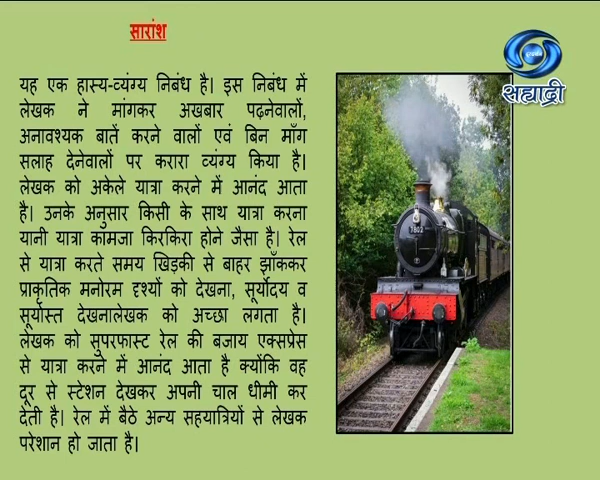 सारांश
सह्याद्री
यह एक हास्य-व्यंग्य निबंध है। इस निबंध में
लेखक ने मांगकर अखबार पढ़नेवालों,
अनावश्यक बातें करने वालों एवं बिन माँग
सलाह देनेवालों पर करारा व्यंग्य किया है।
लेखक को अकेले यात्रा करने में आनंद आता
है। उनके अनुसार किसी के साथ यात्रा करना
यानी यात्रा कामजा किरकिरा होने जैसा है। रेल
से यात्रा करते समय खिड़की से बाहर झाँककर
प्राकृतिक मनोरम दृश्यों को देखना, सूर्योदय व
सूर्यास्त देखनालेखक को अच्छा लगता है।
लेखक को सुपरफास्ट रेल की बजाय एक्सप्रेस
से यात्रा करने में आनंद आता है क्योंकि वह
दूर से स्टेशन देखकर अपनी चाल धीमी कर
देती है। रेल में बैठे अन्य सहयात्रियों से लेखक
परेशान हो जाता है।
3802